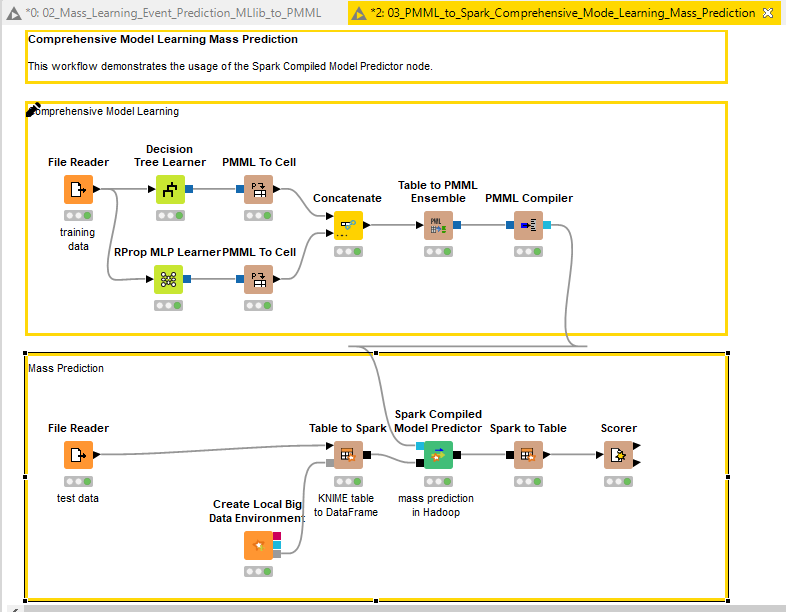 *0: 02_Mass_Learning_Event_Prediction_MLlib_to_PMML
*2: 03_PMML_to_Spark_Comprehensive_Mode_Learning_Mass_Prediction
Comprehensive Model Learning Mass Prediction
This workflow demonstrates the usage of the Spark Compiled Model Predictor node.
omprehensive Model Learning
File Reader
training
data
Decision
Tree Learner
PMML To Cell
RProp MLP Learner
PMML To Cell
Concatenate
Table to PMML
Ensemble
PMML Compiler
Mass Prediction
File Reader
test data
Create Local Big
Data Environment
Table to Spark
KNIME table
to DataFrame
Spark Compiled
Model Predictor
mass prediction
in Hadoop
Spark to Table
Scorer